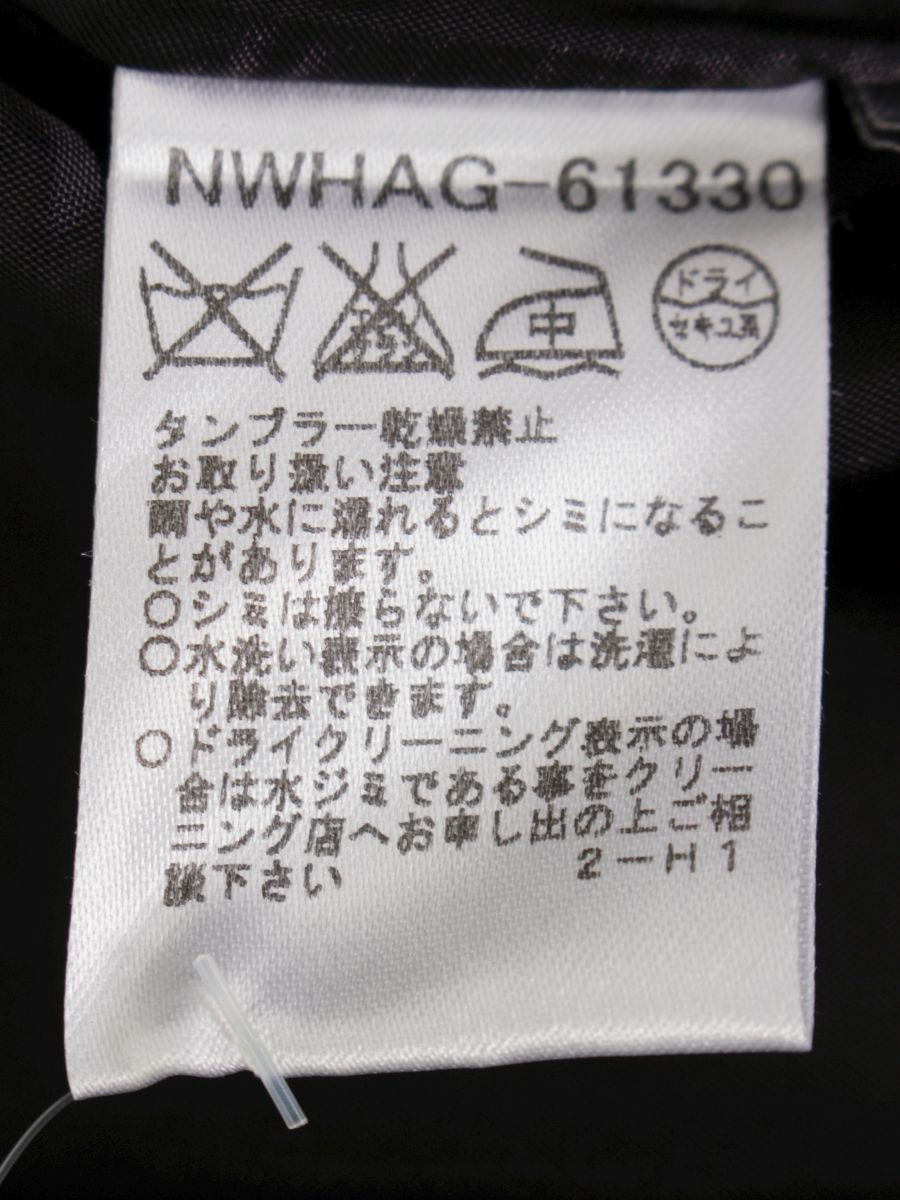 NWHAG-61330
中 ドライ
セキユ系
タンブラー乾燥禁止
お取り扱い注意
雨や水に濡れるとシミになるこ
とがあります。
○シミは擦らないで下さい。
○水洗い表示の場合は洗濯によ
り除去できます。
○ドライクリーニング表示の場
合は水ジミである事をクリー
ニング店へお申し出の上ご相
談下さい
2-H1